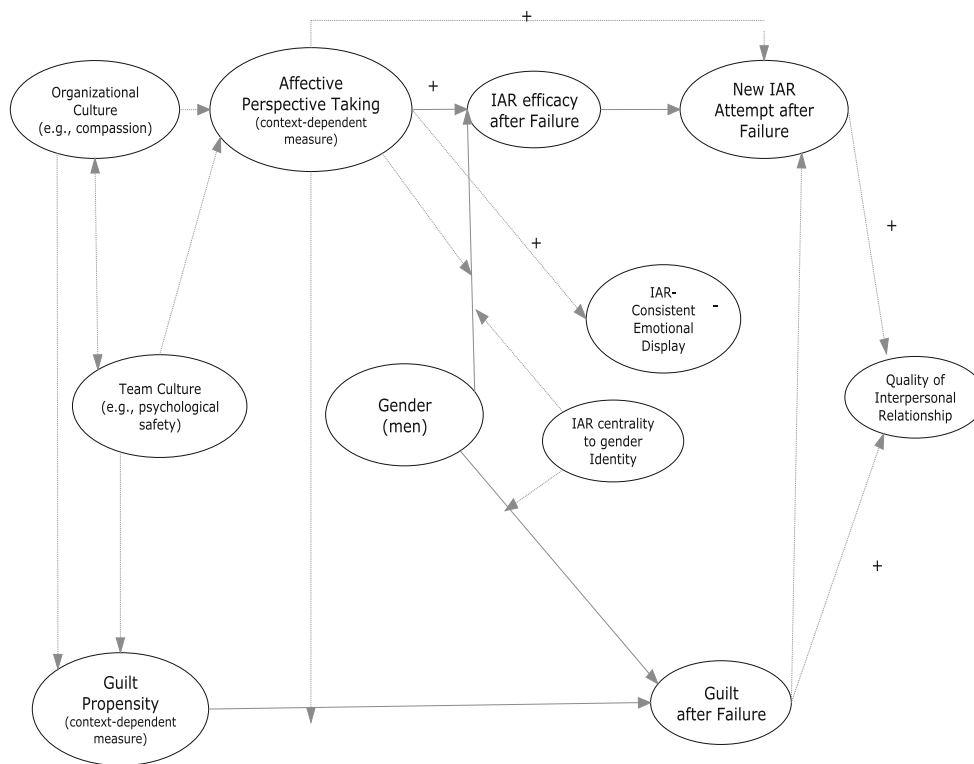 +
Organizational
Culture
(e.g., compassion)
Affective
Perspective Taking
(context-dependent
measure)
+
IAR efficacy
after Failure
New IAR
Attempt after
Failure
+
+
IAR-
Consistent
Emotional
Display
-
Team Culture
(e.g., psychological
safety)
Gender
(men)
IAR centrality
to gender
Identity
Quality of
Interpersonal
Relationship
+
Guilt
Propensity
(context-dependent
measure)
Guilt
after Failure